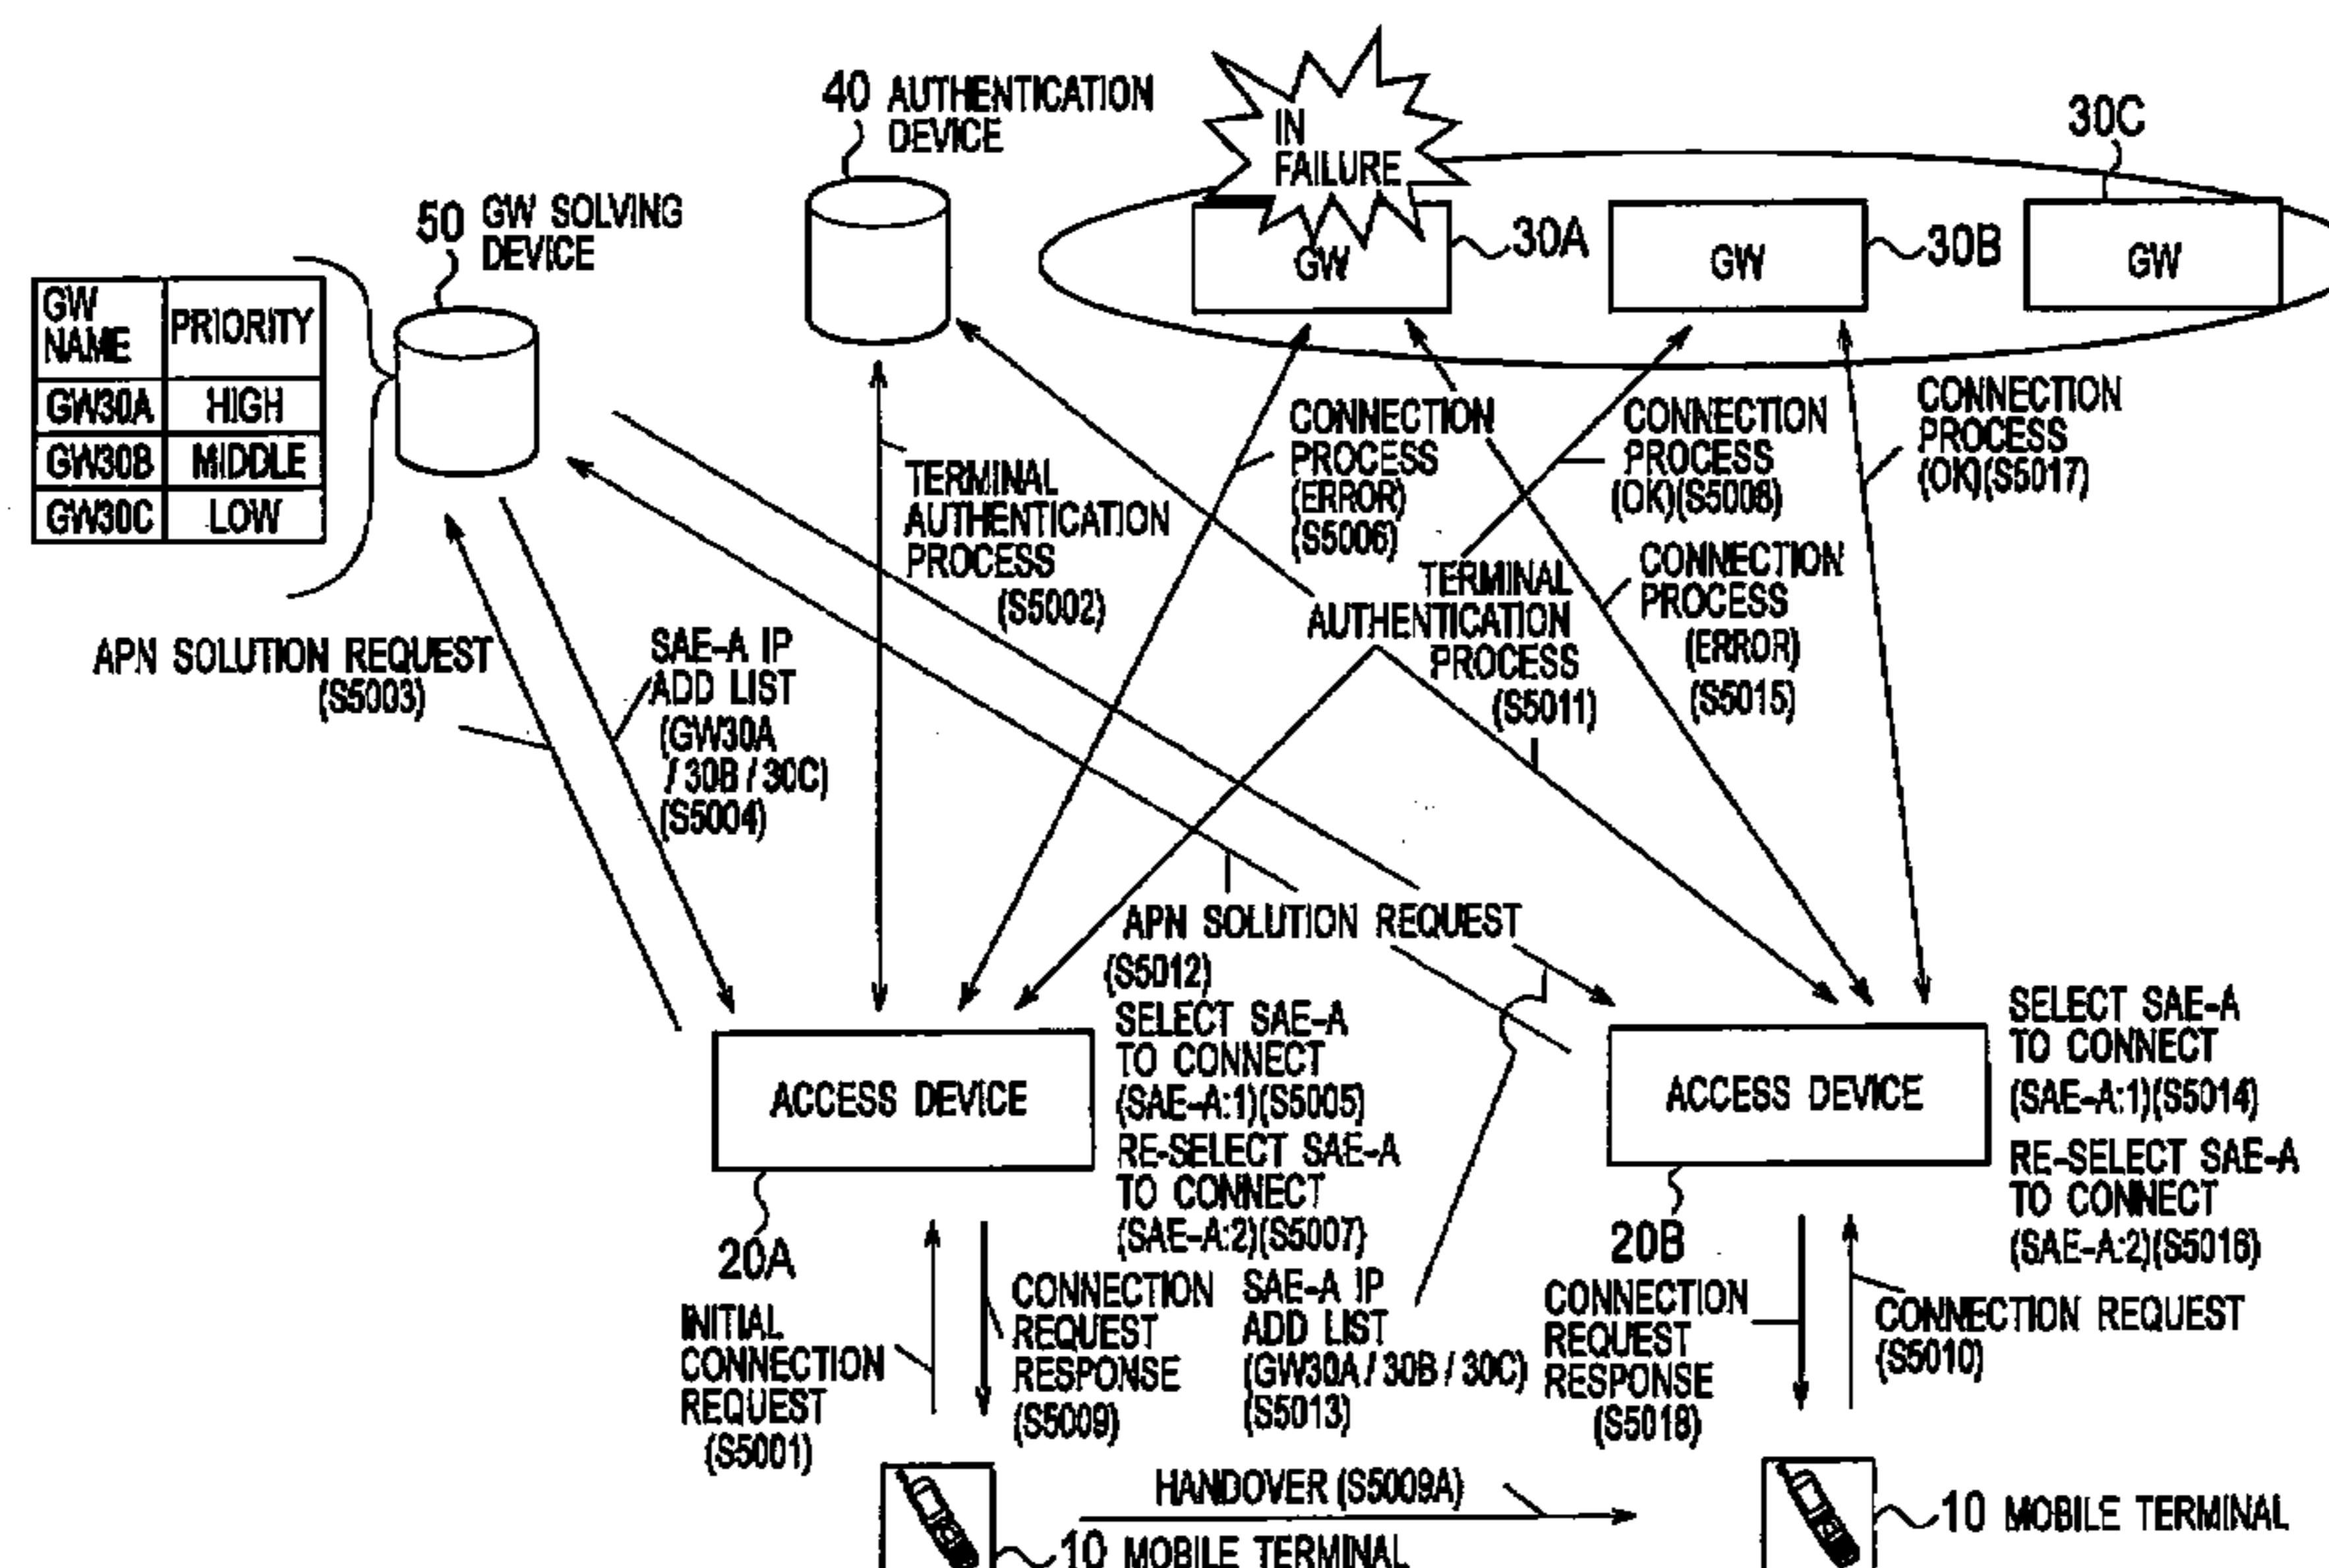 40 AUTHENTICATION
DEVICE
IN
FAILURE
30C
50 GW SOLVING
DEVICE
GW
30A
GW
30B
GW
GW
NAME
PRIORITY
GW30A HIGH
GW30B MIDDLE
GW30C LOW
TERMINAL
AUTHENTICATION
PROCESS
(S5002)
CONNECTION
PROCESS
(ERROR)
(S5006)
CONNECTION
PROCESS
(OK)(S5008)
CONNECTION
PROCESS
(OK)(S5017)
TERMINAL
AUTHENTICATION
PROCESS
(S5011)
CONNECTION
PROCESS
(ERROR)
(S5015)
APN SOLUTION REQUEST
(S5003)
SAE-A IP
ADD LIST
(GW30A
/ 30B / 30C)
(S5004)
APN SOLUTION REQUEST
(S5012)
SELECT SAE-A
TO CONNECT
(SAE-A:1)(S5005)
RE-SELECT SAE-A
TO CONNECT
(SAE-A:2)(S5007)
ACCESS DEVICE
20A
ACCESS DEVICE
20B
SELECT SAE-A
TO CONNECT
(SAE-A:1)(S5014)
RE-SELECT SAE-A
TO CONNECT
(SAE-A:2)(S5016)
INITIAL
CONNECTION
REQUEST
(S5001)
CONNECTION
REQUEST
RESPONSE
(S5009)
SAE-A IP
ADD LIST
(GW30A / 30B / 30C)
(S5013)
CONNECTION
REQUEST
RESPONSE
(S5018)
CONNECTION REQUEST
(S5010)
HANDOVER (S5009A)
10 MOBILE TERMINAL
10 MOBILE TERMINAL